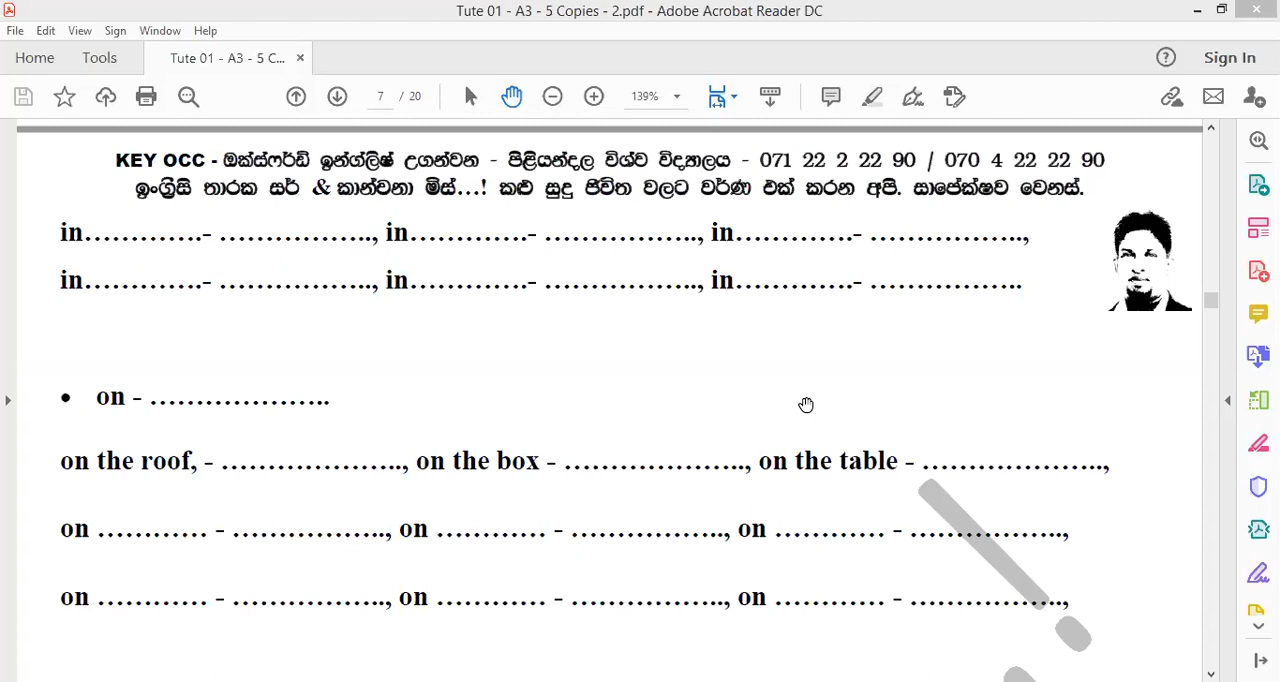 Tute 01 - A3 - 5 Copies - 2.pdf - Adobe Acrobat Reader DC
File Edit View Sign Window Help
Home Tools Tute 01 - A3 - 5 C... × Sign In
7 / 20 139%
KEY OCC - ඔක්ස්ෆර්ඩ් ඉන්ග්ලිෂ් උගන්වන - පිළියන්දල විශ්ව විද්‍යාලය - 071 22 2 22 90 / 070 4 22 22 90
ඉංග්‍රීසි තාරක සර් & කාන්චනා මිස්...! කළු සුදු ජීවිත වලට වර්ණ එක් කරන අපි. සාපේක්ෂව වෙනස්.
in………….- …………….., in………….- …………….., in………….- ……………..,
in………….- …………….., in………….- …………….., in………….- ……………..
• on - ………………..
on the roof, - ……………….., on the box - ……………….., on the table - ………………..,
on ………… - …………….., on ………… - …………….., on ………… - ……………..,
on ………… - …………….., on ………… - …………….., on ………… - ……………..,